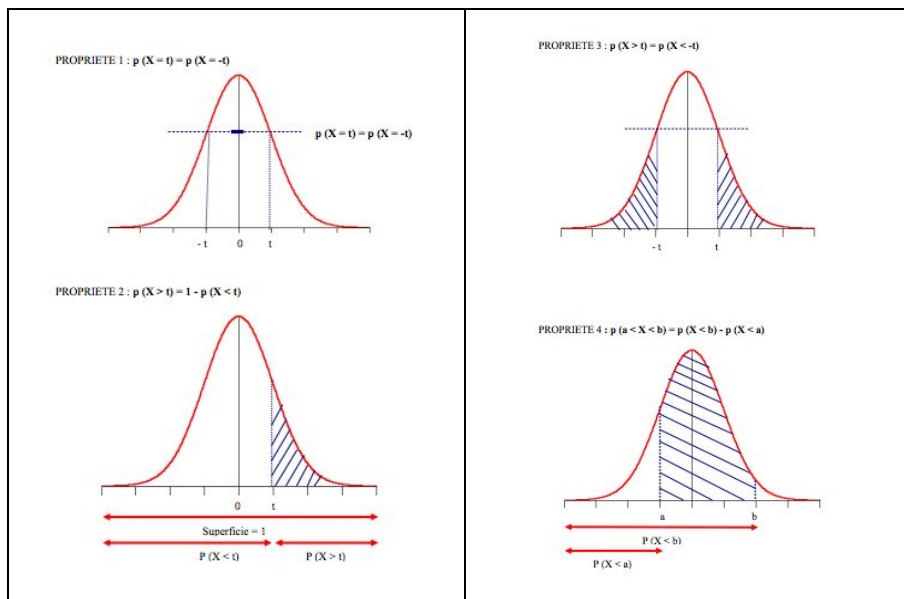 PROPRIETE 1 : p (X = t) = p (X = -t)
p (X = t) = p (X = -t)
- t 0 t
PROPRIETE 2 : p (X > t) = 1 - p (X < t)
0 t
Superficie = 1
P (X < t) P (X > t)
PROPRIETE 3 : p (X > t) = p (X < -t)
- t t
PROPRIETE 4 : p (a < X < b) = p (X < b) - p (X < a)
a b
P (X < b)
P (X < a)